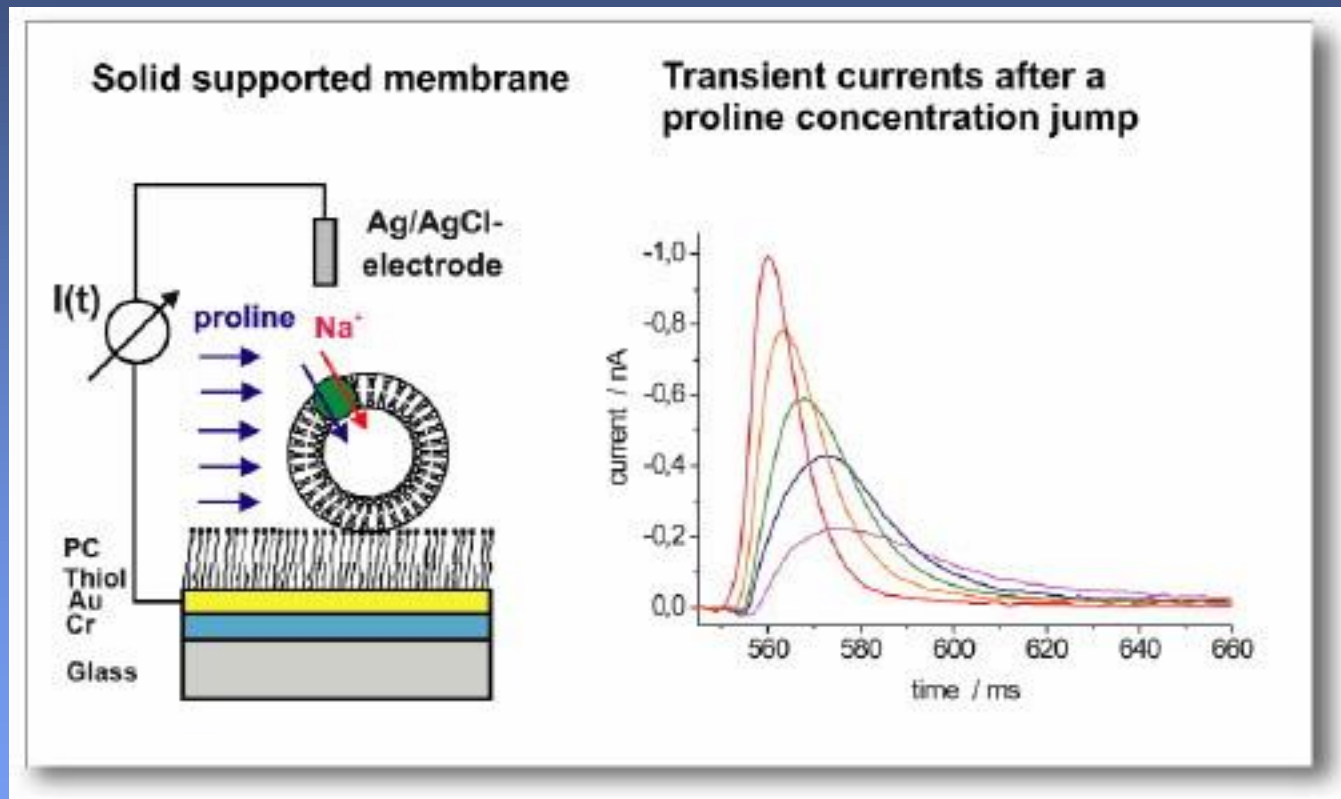 Solid supported membrane
Transient currents after a
proline concentration jump
Ag/AgCl-
electrode
I(t)
proline
Na⁺
PC
Thiol
Au
Cr
Glass
current / nA
-1,0
-0,8
-0,6
-0,4
-0,2
0,0
560 580 600 620 640 660
time / ms